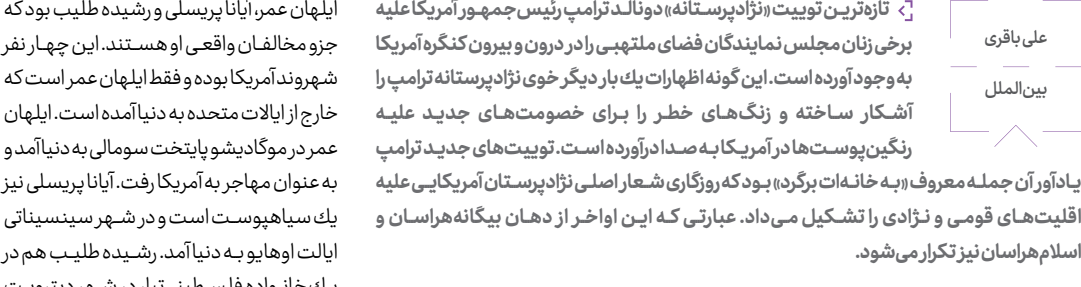 علی باقری
بین‌الملل
تازه‌ترین توییت «نژادپرستانه» دونالد ترامپ رئیس جمهور آمریکا علیه
برخی زنان مجلس نمایندگان فضای ملتهبی را در درون و بیرون کنگره آمریکا
به وجود آورده است. این گونه اظهارات یك بار دیگر خوی نژادپرستانه ترامپ را
آشکار ساخته و زنگ‌های خطر را برای خصومت‌های جدید علیه
رنگین‌پوست‌ها در آمریکا به صدا درآورده است. توییت‌های جدید ترامپ
یادآور آن جمله معروف «به خانه‌ات برگرد» بود که روزگاری شعار اصلی نژادپرستان آمریکایی علیه
اقلیت‌های قومی و نژادی را تشکیل می‌داد. عبارتی که این اواخر از دهان بیگانه‌هراسان و
اسلام‌هراسان نیز تکرار می‌شود.
ایلهان عمر، آیانا پریسلی و رشیده طلیب بود که
جزو مخالفان واقعی او هستند. این چهار نفر
شهروند آمریکا بوده و فقط ایلهان عمر است که
خارج از ایالات متحده به دنیا آمده است. ایلهان
عمر در موگادیشو پایتخت سومالی به دنیا آمد و
به عنوان مهاجر به آمریکا رفت. آیانا پریسلی نیز
یك سیاهپوست است و در شهر سینسیناتی
ایالت اوهایو به دنیا آمد. رشیده طلیب هم در